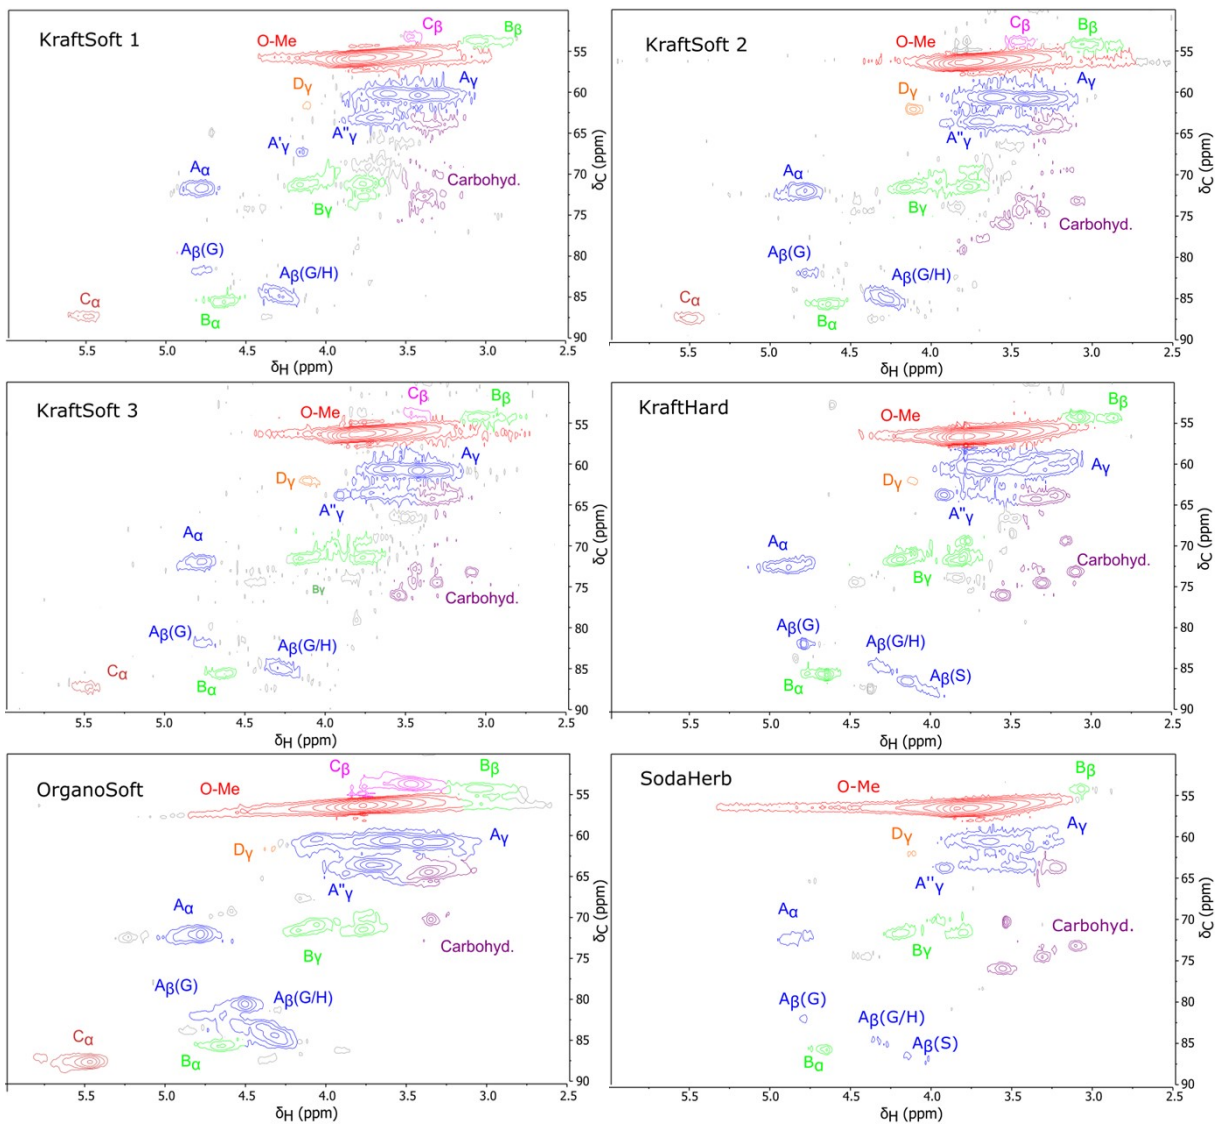 KraftSoft 1
O-Me
Cβ
Bβ
Aγ
Dγ
A'γ
A''γ
Aα
Bγ
Carbohyd.
Aβ(G)
Aβ(G/H)
Cα
Bα
55
60
65
70
75
80
85
90
δC (ppm)
5.5 5.0 4.5 4.0 3.5 3.0 2.5
δH (ppm)
KraftSoft 2
O-Me
Cβ
Bβ
Aγ
Dγ
A''γ
Aα
Bγ
Carbohyd.
Aβ(G)
Aβ(G/H)
Cα
Bα
55
60
65
70
75
80
85
90
δC (ppm)
5.5 5.0 4.5 4.0 3.5 3.0 2.5
δH (ppm)
KraftSoft 3
O-Me
Cβ
Bβ
Aγ
Dγ
A''γ
Aα
Bγ
Carbohyd.
Aβ(G)
Aβ(G/H)
Cα
Bα
55
60
65
70
75
80
85
90
δC (ppm)
5.5 5.0 4.5 4.0 3.5 3.0 2.5
δH (ppm)
KraftHard
O-Me
Bβ
Aγ
Dγ
A''γ
Aα
Bγ
Carbohyd.
Aβ(G)
Aβ(G/H)
Aβ(S)
Bα
55
60
65
70
75
80
85
90
δC (ppm)
5.5 5.0 4.5 4.0 3.5 3.0 2.5
δH (ppm)
OrganoSoft
O-Me
Cβ
Bβ
Aγ
Dγ
A''γ
Aα
Bγ
Carbohyd.
Aβ(G)
Aβ(G/H)
Cα
Bα
55
60
65
70
75
80
85
90
δC (ppm)
5.5 5.0 4.5 4.0 3.5 3.0 2.5
δH (ppm)
SodaHerb
O-Me
Bβ
Aγ
Dγ
A''γ
Aα
Bγ
Carbohyd.
Aβ(G)
Aβ(G/H)
Aβ(S)
Bα
55
60
65
70
75
80
85
90
δC (ppm)
5.5 5.0 4.5 4.0 3.5 3.0 2.5
δH (ppm)